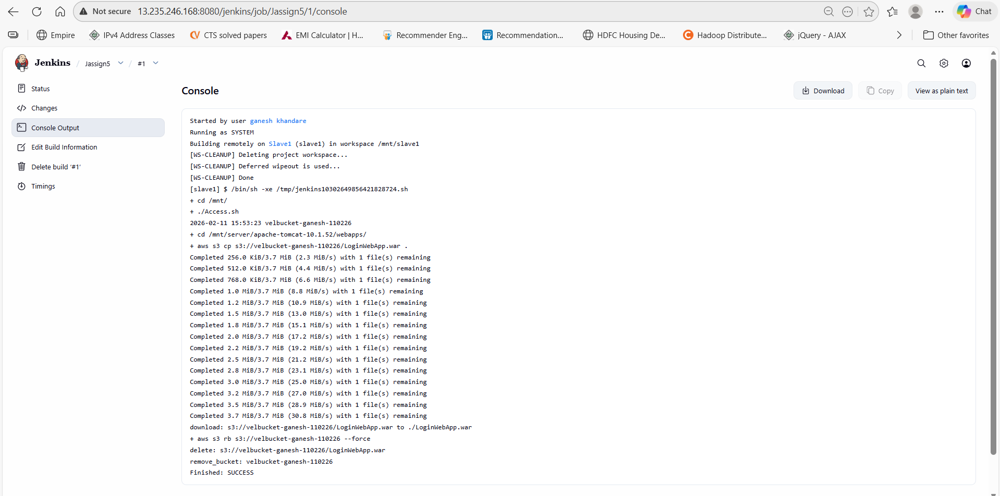 Not secure 13.235.246.168:8080/jenkins/job/Jassign5/1/console Chat
Empire IPv4 Address Classes CTS solved papers EMI Calculator | H... Recommender Eng... Recommendation... HDFC Housing De... Hadoop Distribute... jQuery - AJAX Other favorites
Jenkins / Jassign5 / #1
Status
Changes
Console Output
Edit Build Information
Delete build ‘#1’
Timings
Console
Download Copy View as plain text
Started by user ganesh khandare
Running as SYSTEM
Building remotely on Slave1 (slave1) in workspace /mnt/slave1
[WS-CLEANUP] Deleting project workspace...
[WS-CLEANUP] Deferred wipeout is used...
[WS-CLEANUP] Done
[slave1] $ /bin/sh -xe /tmp/jenkins10302649856421828724.sh
+ cd /mnt/
+ ./Access.sh
2026-02-11 15:53:23 velbucket-ganesh-110226
+ cd /mnt/server/apache-tomcat-10.1.52/webapps/
+ aws s3 cp s3://velbucket-ganesh-110226/LoginWebApp.war .
Completed 256.0 KiB/3.7 MiB (2.3 MiB/s) with 1 file(s) remaining
Completed 512.0 KiB/3.7 MiB (4.4 MiB/s) with 1 file(s) remaining
Completed 768.0 KiB/3.7 MiB (6.6 MiB/s) with 1 file(s) remaining
Completed 1.0 MiB/3.7 MiB (8.8 MiB/s) with 1 file(s) remaining
Completed 1.2 MiB/3.7 MiB (10.9 MiB/s) with 1 file(s) remaining
Completed 1.5 MiB/3.7 MiB (13.0 MiB/s) with 1 file(s) remaining
Completed 1.8 MiB/3.7 MiB (15.1 MiB/s) with 1 file(s) remaining
Completed 2.0 MiB/3.7 MiB (17.2 MiB/s) with 1 file(s) remaining
Completed 2.2 MiB/3.7 MiB (19.2 MiB/s) with 1 file(s) remaining
Completed 2.5 MiB/3.7 MiB (21.2 MiB/s) with 1 file(s) remaining
Completed 2.8 MiB/3.7 MiB (23.1 MiB/s) with 1 file(s) remaining
Completed 3.0 MiB/3.7 MiB (25.0 MiB/s) with 1 file(s) remaining
Completed 3.2 MiB/3.7 MiB (27.0 MiB/s) with 1 file(s) remaining
Completed 3.5 MiB/3.7 MiB (28.9 MiB/s) with 1 file(s) remaining
Completed 3.7 MiB/3.7 MiB (30.8 MiB/s) with 1 file(s) remaining
download: s3://velbucket-ganesh-110226/LoginWebApp.war to ./LoginWebApp.war
+ aws s3 rb s3://velbucket-ganesh-110226 --force
delete: s3://velbucket-ganesh-110226/LoginWebApp.war
remove_bucket: velbucket-ganesh-110226
Finished: SUCCESS